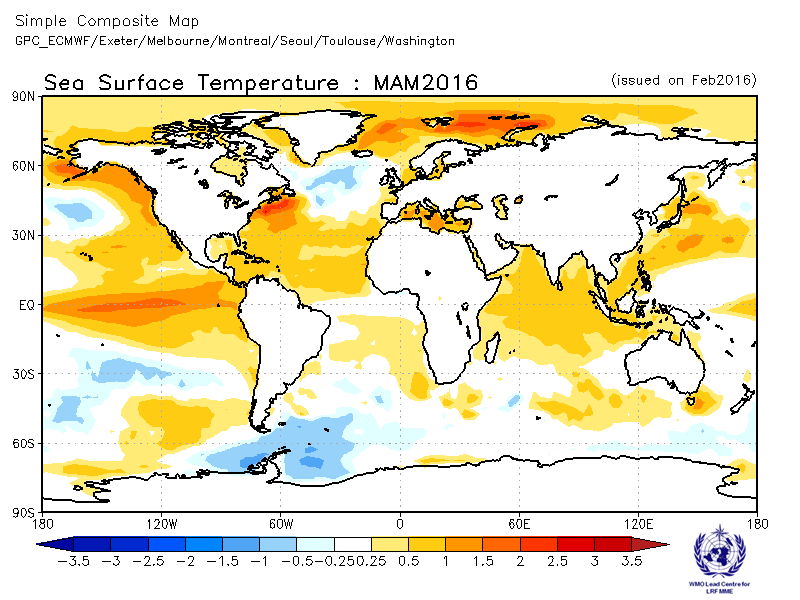 Simple Composite Map
GPC_ECMWF/Exeter/Melbourne/Montreal/Seoul/Toulouse/Washington
Sea Surface Temperature : MAM2016
(issued on Feb2016)
90N
60N
30N
EQ
30S
60S
90S
180 120W 60W 0 60E 120E 180
-3.5 -3 -2.5 -2 -1.5 -1 -0.5 -0.25 0.25 0.5 1 1.5 2 2.5 3 3.5
WMO Lead Centre for
LRF MME